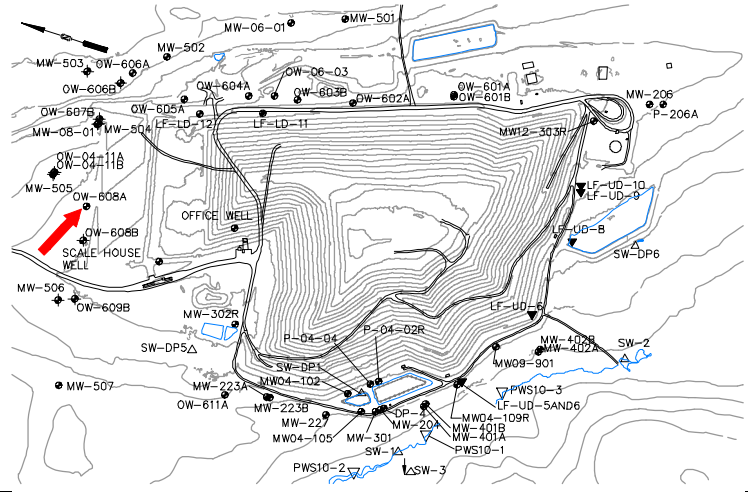 MW-501
MW-06-01
MW-502
MW-503
OW-606A
OW-06-03
OW-601A
OW-601B
OW-606B
OW-604A
OW-603B
OW-602A
MW-206
P-206A
OW-607B
OW-605A
LF-LD-12
LF-LD-11
MW12-303R
MW-08-01
MW-504
OW-04-11A
OW-04-11B
MW-505
LF-UD-10
LF-UD-9
OW-608A
OFFICE WELL
LF-UD-8
OW-608B
SW-DP6
SCALE HOUSE
WELL
MW-506
OW-609B
MW-302R
LF-UD-6
P-04-04
P-04-02R
MW-402B
MW-402A
SW-2
SW-DP5
SW-DP1
MW09-901
MW-507
MW-223A
MW04-102
PWS10-3
OW-611A
MW-223B
LF-UD-5AND6
MW-227
DP-4
MW04-109R
MW-204
MW-401B
MW04-105
MW-301
MW-401A
SW-1
PWS10-1
PWS10-2
SW-3